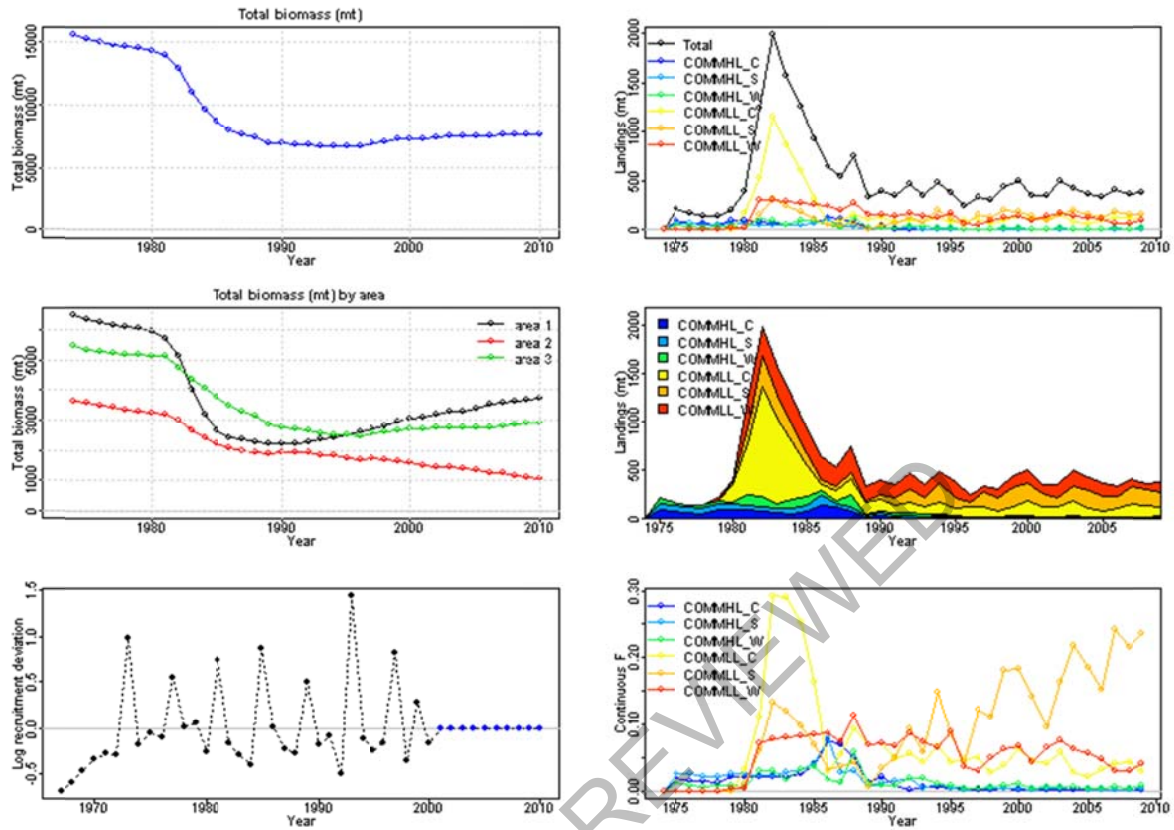 Total biomass (mt)
Total biomass (mt)
15000
10000
5000
0
1980
1990
2000
2010
Year
Landings (mt)
2000
1500
1000
500
0
Total
COMMHL_C
COMMHL_S
COMMHL_W
COMMLL_C
COMMLL_S
COMMLL_W
1975
1980
1985
1990
1995
2000
2005
2010
Year
Total biomass (mt) by area
Total biomass (mt)
5000
3000
1000
0
area 1
area 2
area 3
1980
1990
2000
2010
Year
Landings (mt)
2000
1500
1000
500
0
COMMHL_C
COMMHL_S
COMMHL_W
COMMLL_C
COMMLL_S
COMMLL_W
1975
1980
1985
1990
1995
2000
2005
Year
Log recruitment deviation
1.5
1.0
0.5
0.0
-0.5
1970
1980
1990
2000
2010
Year
Continuous F
0.30
0.20
0.10
0.00
COMMHL_C
COMMHL_S
COMMHL_W
COMMLL_C
COMMLL_S
COMMLL_W
1975
1980
1985
1990
1995
2000
2005
2010
Year
REVIEWED